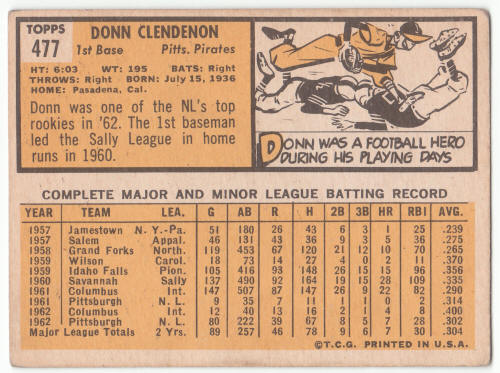 TOPPS
477
DONN CLENDENON
1st Base Pitts. Pirates
HT: 6:03 WT: 195 BATS: Right
THROWS: Right BORN: July 15, 1936
HOME: Pasadena, Cal.
Donn was one of the NL's top
rookies in '62. The 1st baseman
led the Sally League in home
runs in 1960.
DONN WAS A FOOTBALL HERO
DURING HIS PLAYING DAYS
COMPLETE MAJOR AND MINOR LEAGUE BATTING RECORD
YEAR TEAM LEA. G AB R H 2B 3B HR RBI AVG.
1957 Jamestown N. Y.-Pa. 51 180 26 43 6 3 1 25 .239
1957 Salem Appal. 46 131 43 36 9 3 5 36 .275
1958 Grand Forks North. 119 453 67 120 21 12 10 70 .265
1959 Wilson Carol. 18 73 14 27 4 0 2 11 .370
1959 Idaho Falls Pion. 105 416 93 148 26 15 15 96 .356
1960 Savannah Sally 137 490 92 164 19 15 28 109 .335
1961 Columbus Int. 147 507 87 147 26 9 22 82 .290
1961 Pittsburgh N. L. 9 35 7 11 1 1 0 2 .314
1962 Columbus Int. 12 40 13 16 2 1 1 7 .400
1962 Pittsburgh N. L. 80 222 39 67 8 5 7 28 .302
Major League Totals 2 Yrs. 89 257 46 78 9 6 7 30 .304
©T.C.G. PRINTED IN U.S.A.